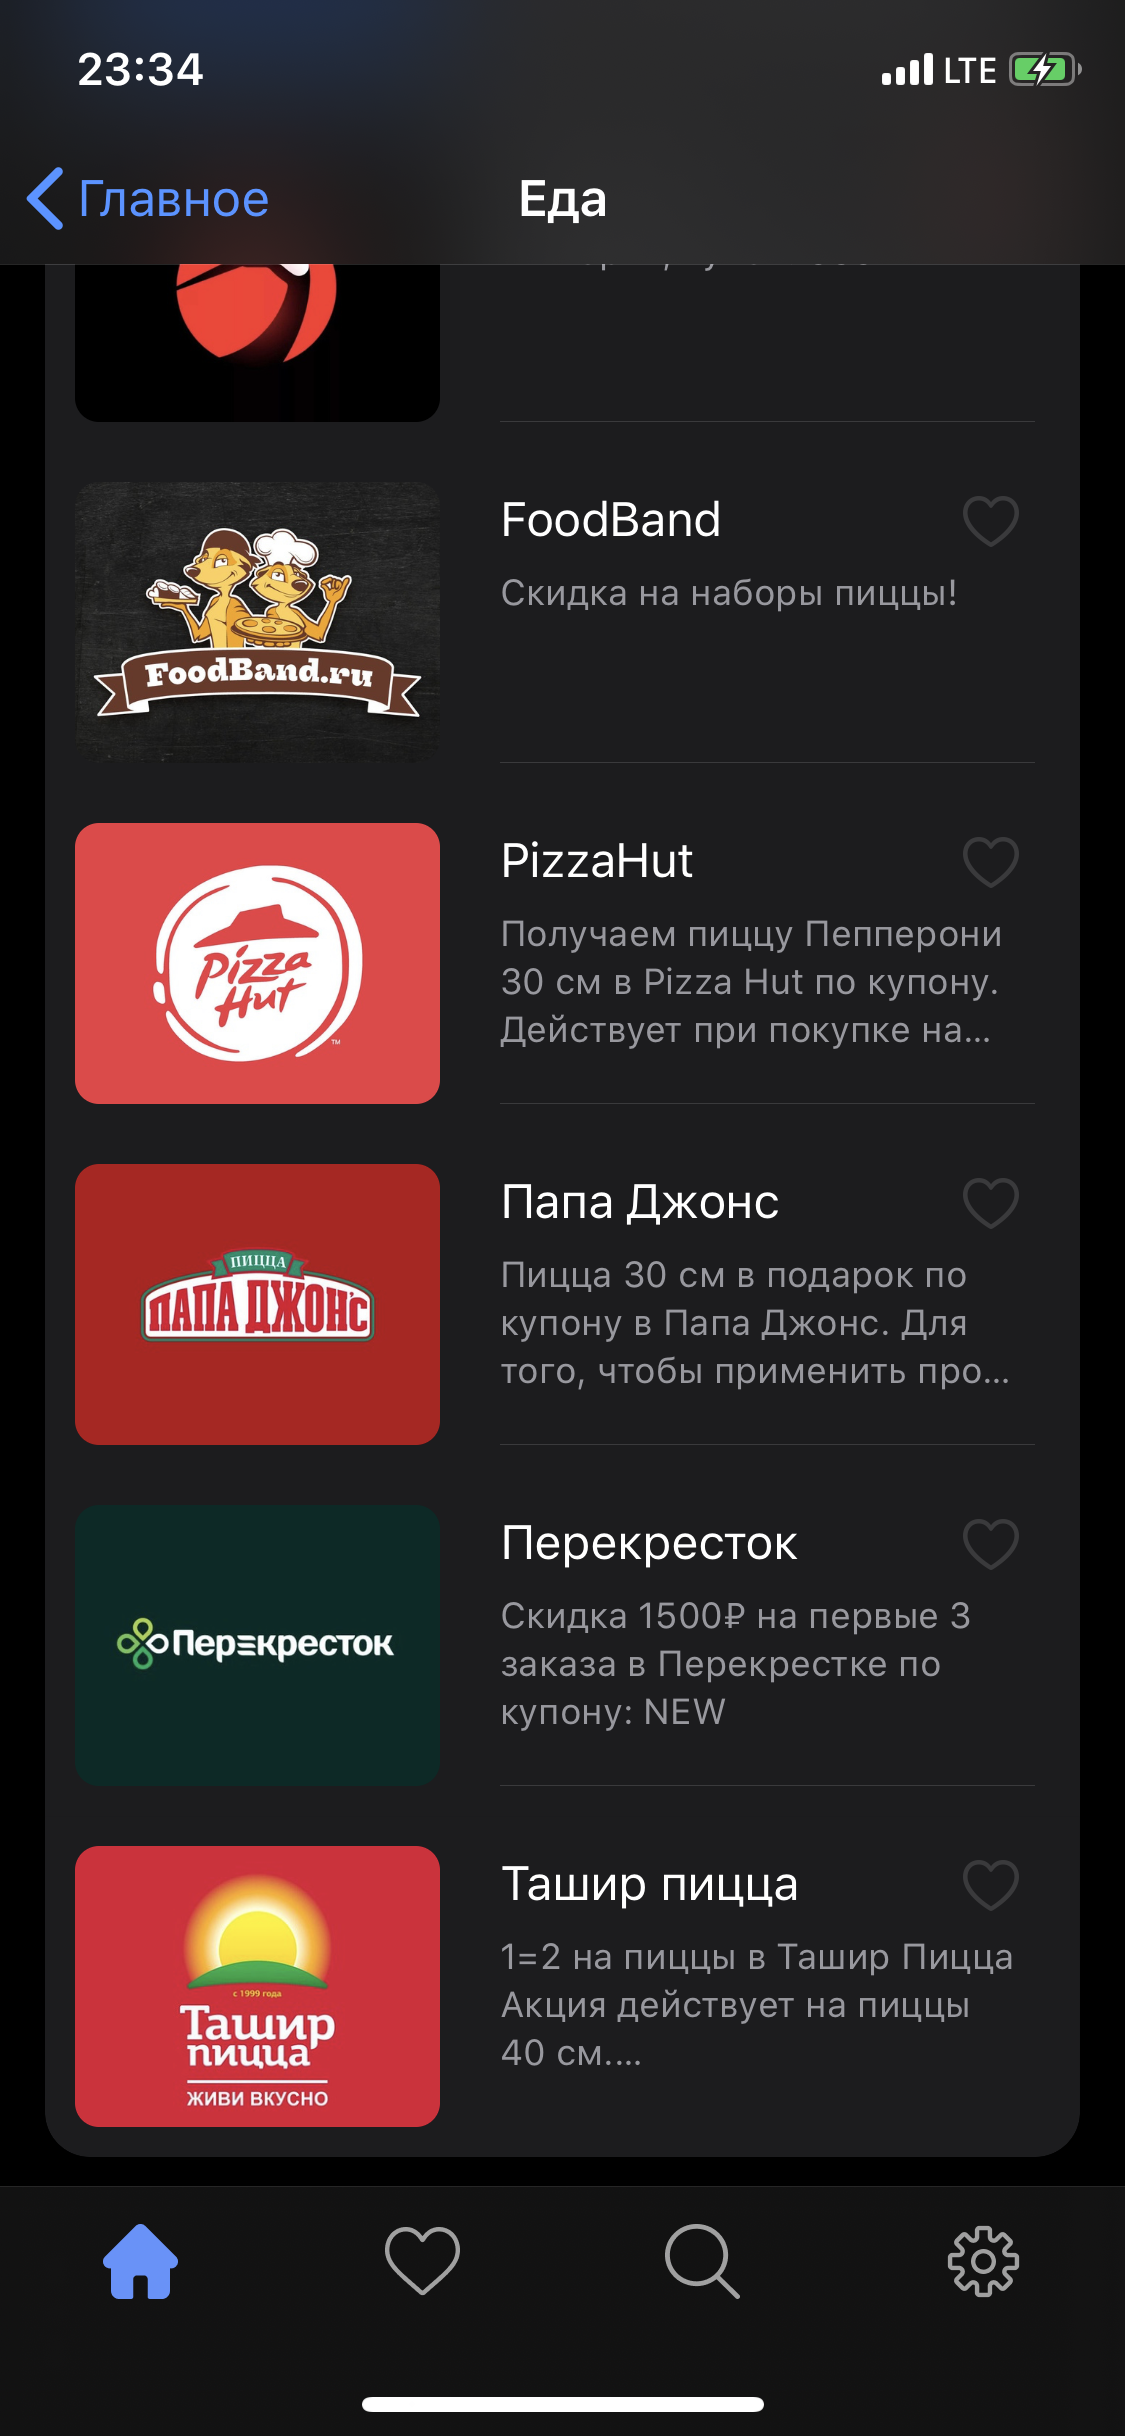 23:34
LTE
Главное
Еда
FoodBand.ru
FoodBand
Скидка на наборы пиццы!
Pizza
Hut
TM
PizzaHut
Получаем пиццу Пепперони
30 см в Pizza Hut по купону.
Действует при покупке на...
ПИЦЦА
ПАПА ДЖОН'С
Папа Джонс
Пицца 30 см в подарок по
купону в Папа Джонс. Для
того, чтобы применить про...
Перекресток
Перекресток
Скидка 1500₽ на первые 3
заказа в Перекрестке по
купону: NEW
с 1999 года
Ташир
пицца
ЖИВИ ВКУСНО
Ташир пицца
1=2 на пиццы в Ташир Пицца
Акция действует на пиццы
40 см....